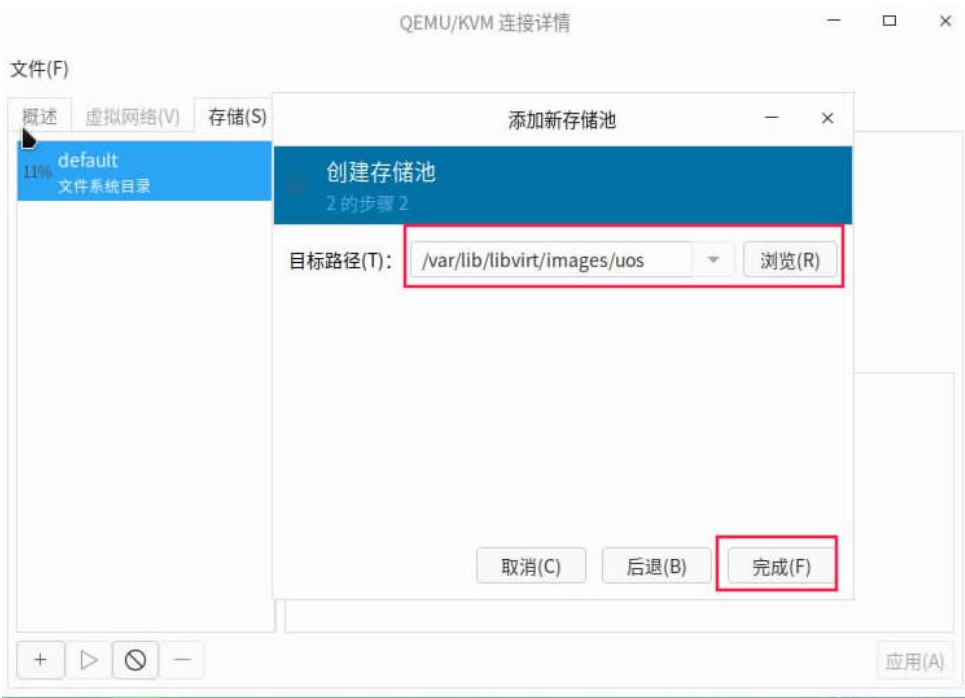 QEMU/KVM 连接详情
文件(F)
概述 虚拟网络(V) 存储(S)
添加新存储池
11% default
文件系统目录
创建存储池
2 的步骤 2
目标路径(T): /var/lib/libvirt/images/uos 浏览(R)
取消(C) 后退(B) 完成(F)
应用(A)